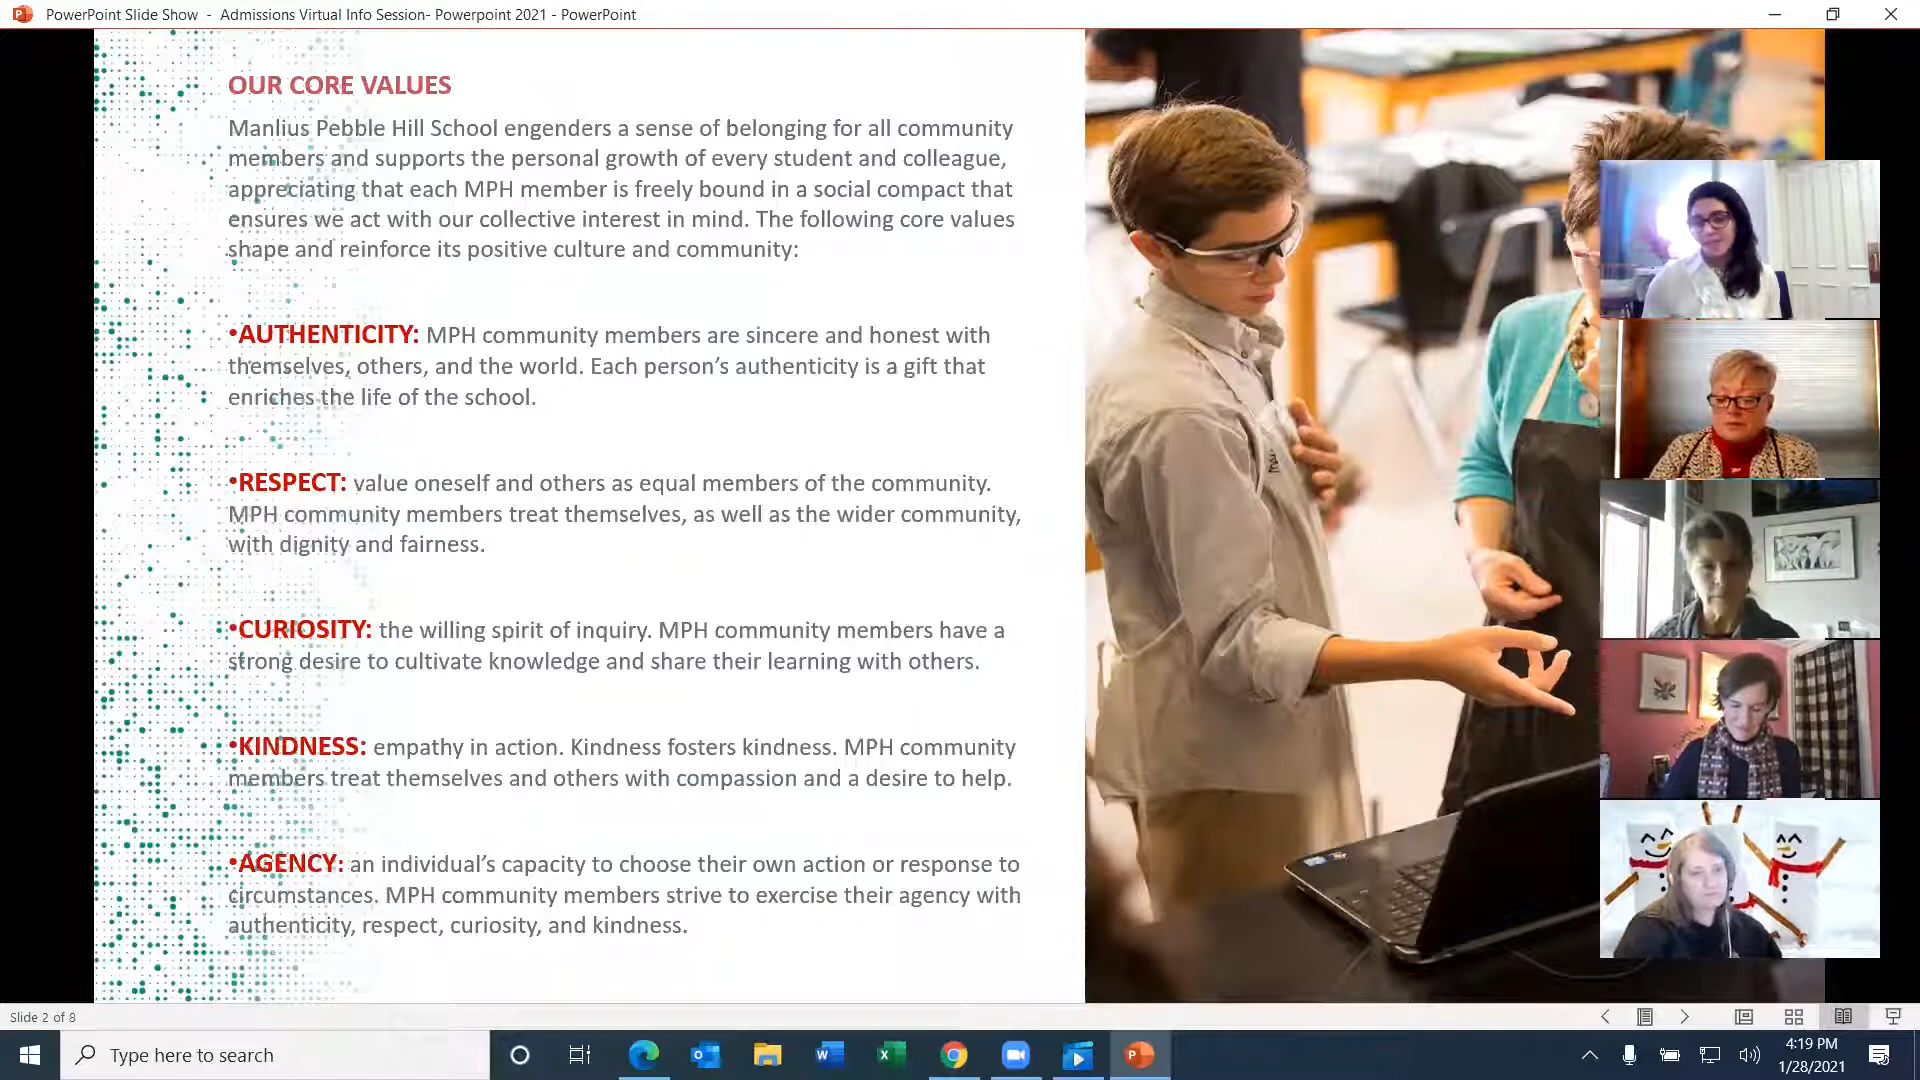 PowerPoint Slide Show - Admissions Virtual Info Session- Powerpoint 2021 - PowerPoint
OUR CORE VALUES
Manlius Pebble Hill School engenders a sense of belonging for all community
members and supports the personal growth of every student and colleague,
appreciating that each MPH member is freely bound in a social compact that
ensures we act with our collective interest in mind. The following core values
shape and reinforce its positive culture and community:
•AUTHENTICITY: MPH community members are sincere and honest with
themselves, others, and the world. Each person’s authenticity is a gift that
enriches the life of the school.
•RESPECT: value oneself and others as equal members of the community.
MPH community members treat themselves, as well as the wider community,
with dignity and fairness.
•CURIOSITY: the willing spirit of inquiry. MPH community members have a
strong desire to cultivate knowledge and share their learning with others.
•KINDNESS: empathy in action. Kindness fosters kindness. MPH community
members treat themselves and others with compassion and a desire to help.
•AGENCY: an individual’s capacity to choose their own action or response to
circumstances. MPH community members strive to exercise their agency with
authenticity, respect, curiosity, and kindness.
Slide 2 of 8
Type here to search
4:19 PM
1/28/2021